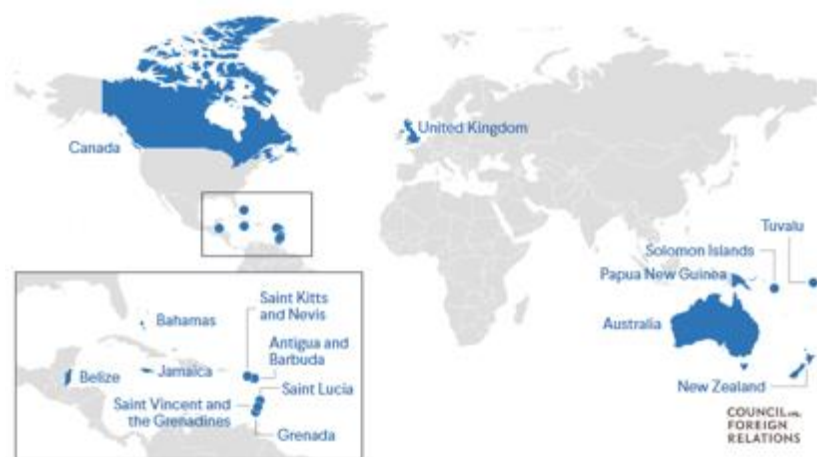 Canada
United Kingdom
Tuvalu
Solomon Islands
Papua New Guinea
Australia
New Zealand
Saint Kitts
and Nevis
Bahamas
Antigua and
Barbuda
Belize
Jamaica
Saint Lucia
Saint Vincent and
the Grenadines
Grenada
COUNCIL on
FOREIGN
RELATIONS